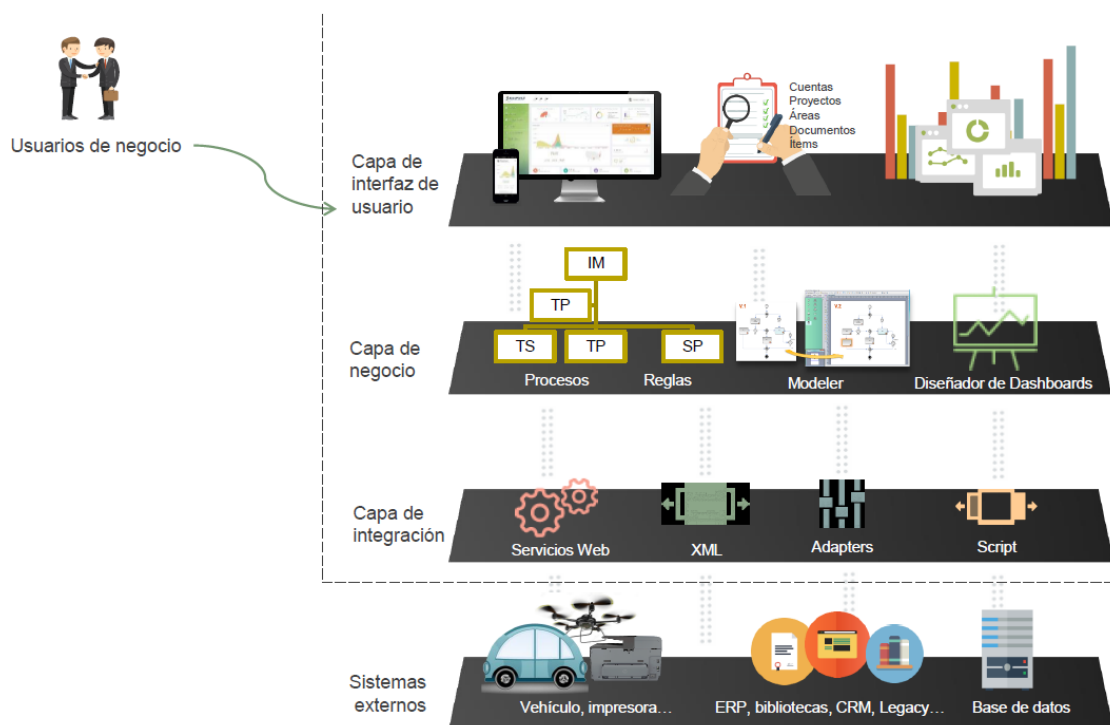 Usuarios de negocio
Capa de
interfaz de
usuario
Cuentas
Proyectos
Áreas
Documentos
Ítems
Capa de
negocio
IM
TP
TS
TP
SP
Procesos
Reglas
V.1
V.2
Modeler
Diseñador de Dashboards
Capa de
integración
Servicios Web
XML
Adapters
Script
Sistemas
externos
Vehículo, impresora…
ERP, bibliotecas, CRM, Legacy…
Base de datos